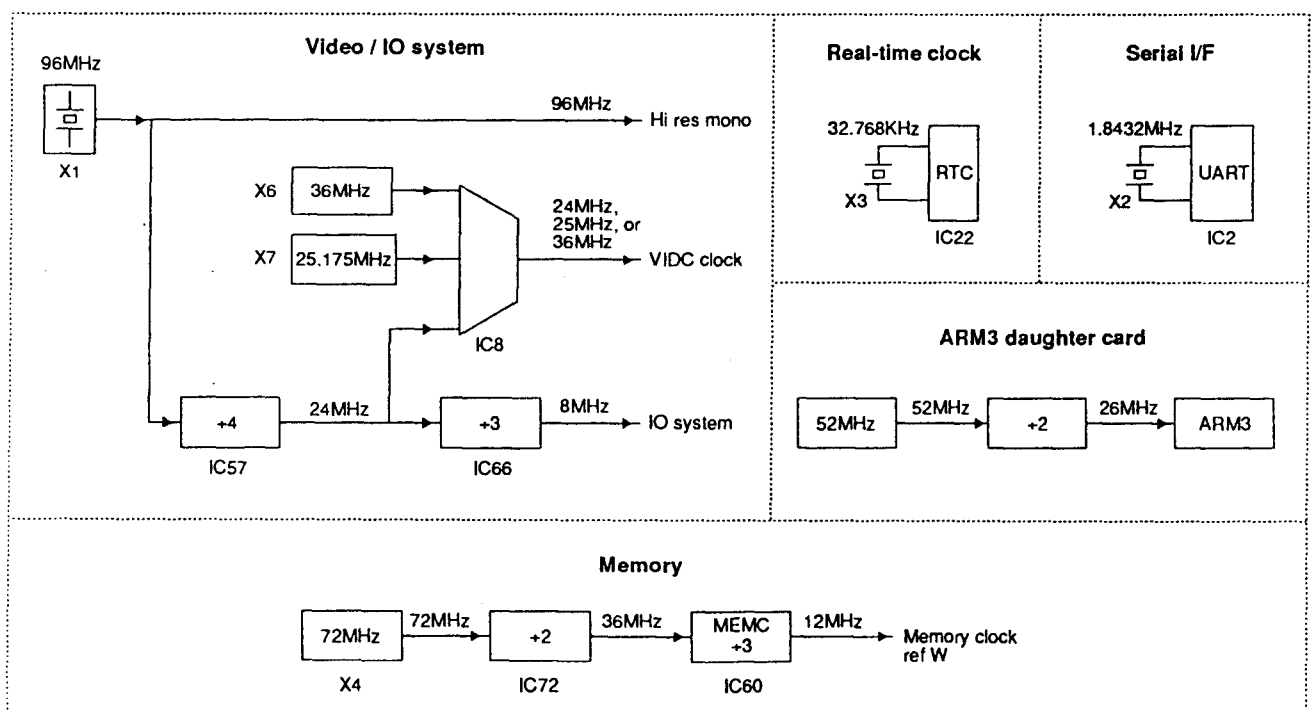 Video / IO system
96MHz
X1
96MHz
Hi res mono
X6
36MHz
X7
25.175MHz
24MHz,
25MHz, or
36MHz
VIDC clock
IC8
÷4
24MHz
÷3
8MHz
IO system
IC57
IC66
Real-time clock
32.768KHz
RTC
X3
IC22
Serial I/F
1.8432MHz
UART
X2
IC2
ARM3 daughter card
52MHz
52MHz
÷2
26MHz
ARM3
Memory
72MHz
72MHz
÷2
36MHz
MEMC
÷3
12MHz
Memory clock
ref W
X4
IC72
IC60